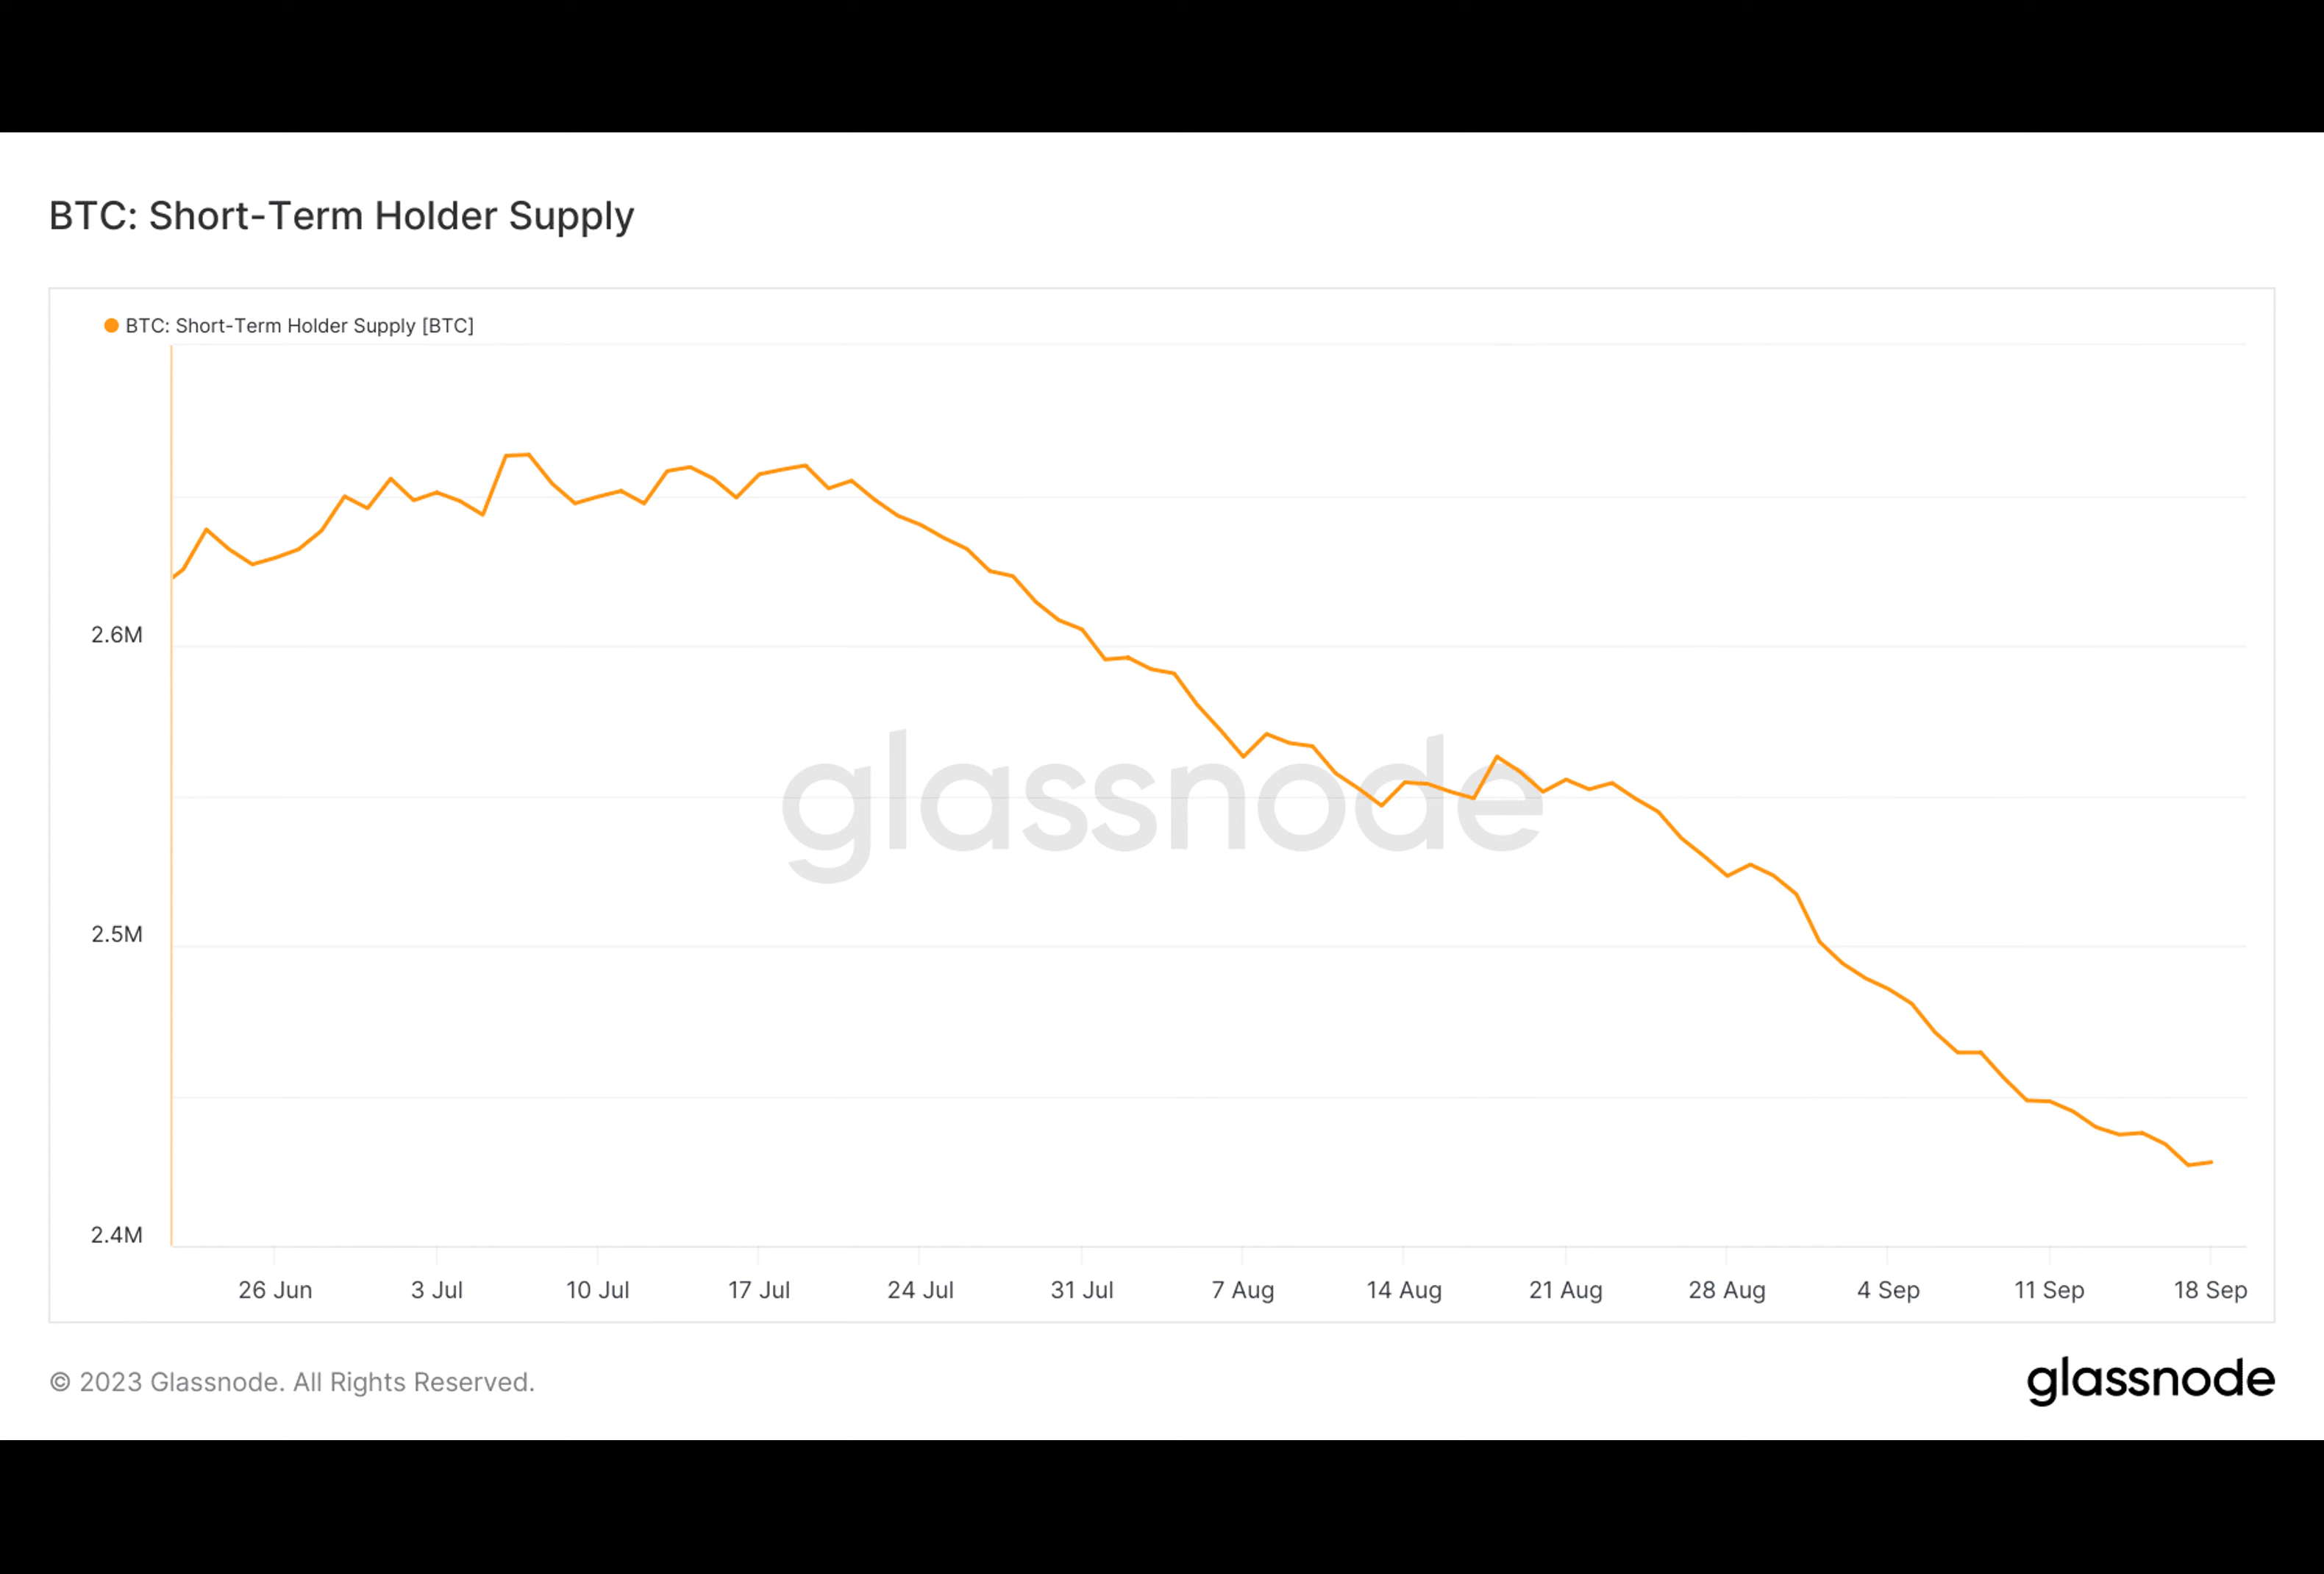 BTC: Short-Term Holder Supply
BTC: Short-Term Holder Supply [BTC]
2.6M
glassnode
2.5M
2.4M
26 Jun 3 Jul 10 Jul 17 Jul 24 Jul 31 Jul 7 Aug 14 Aug 21 Aug 28 Aug 4 Sep 11 Sep 18 Sep
© 2023 Glassnode. All Rights Reserved.
glassnode